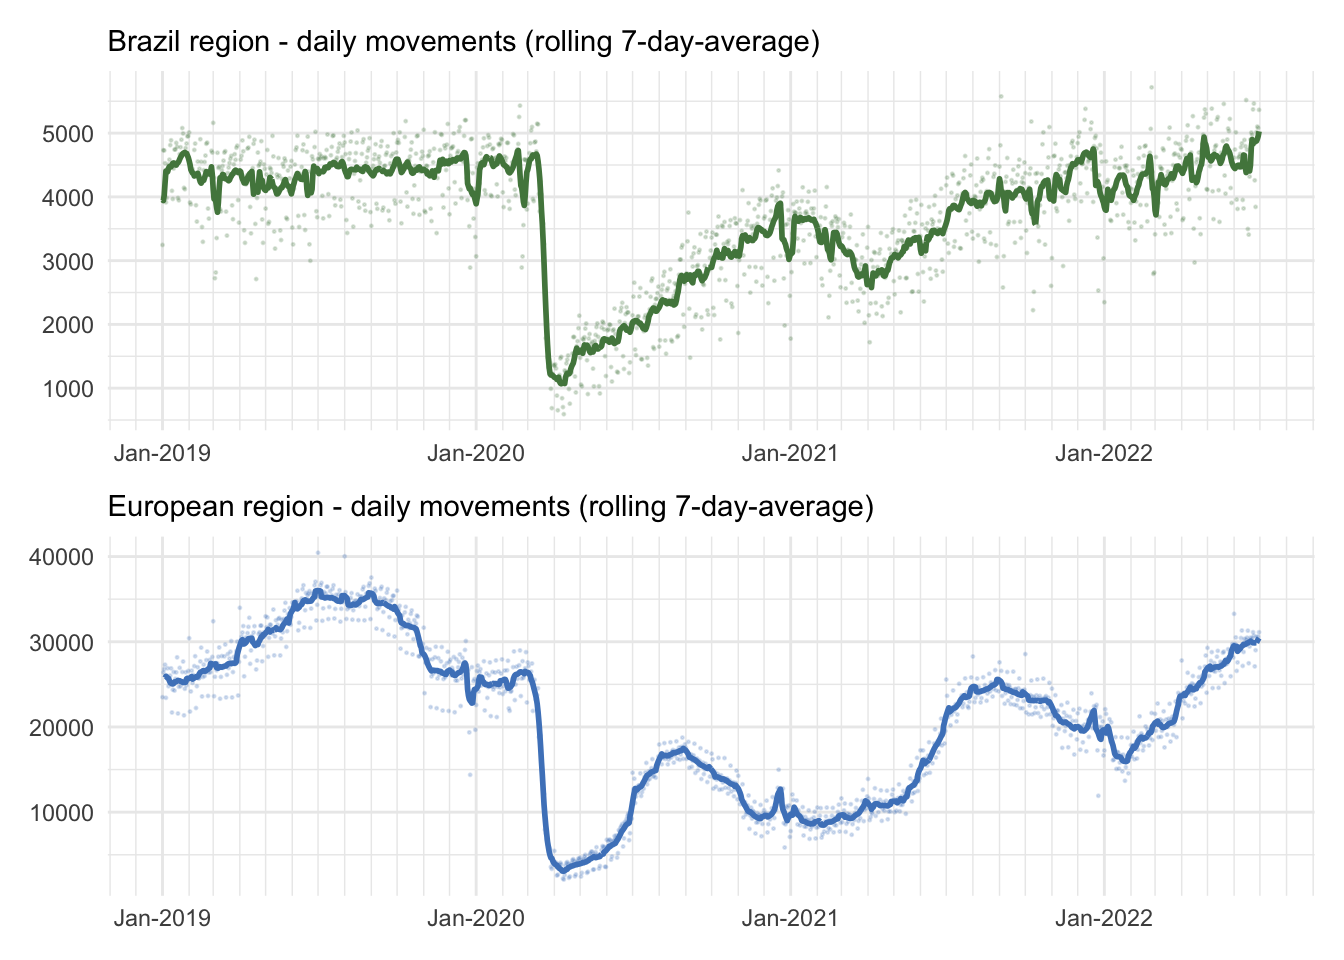 Brazil region - daily movements (rolling 7-day-average)
5000
4000
3000
2000
1000
Jan-2019 Jan-2020 Jan-2021 Jan-2022
European region - daily movements (rolling 7-day-average)
40000
30000
20000
10000
Jan-2019 Jan-2020 Jan-2021 Jan-2022